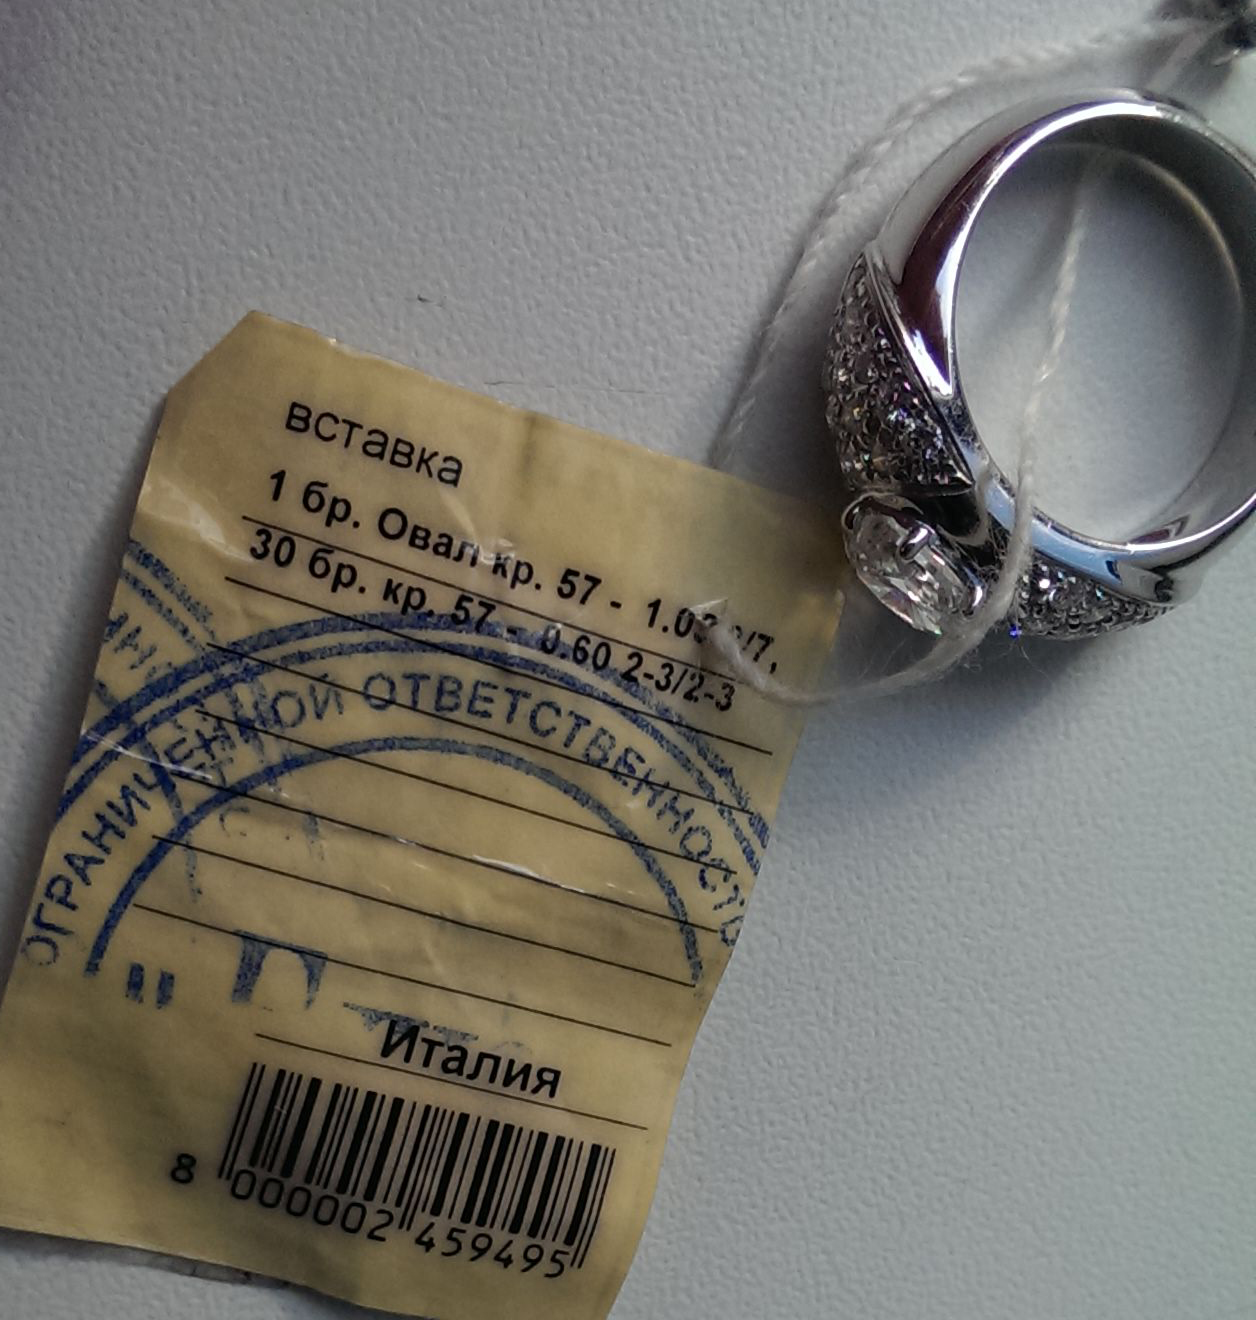 вставка
1 бр. Овал кр. 57 -
30 бр. кр. 57 - 0.60 2-3/2-3
ОГРАНИЧЕННОЙ ОТВЕТСТВЕННОСТЬ
Италия
8 000002 459495